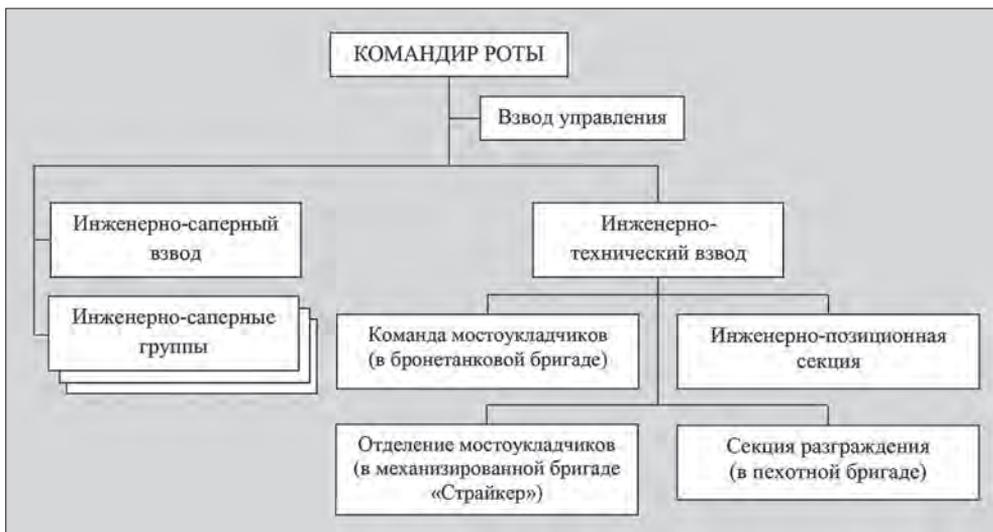 КОМАНДИР РОТЫ
Взвод управления
Инженерно-саперный
взвод
Инженерно-
технический взвод
Инженерно-саперные
группы
Команда мостоукладчиков
(в бронетанковой бригаде)
Инженерно-позиционная
секция
Отделение мостоукладчиков
(в механизированной бригаде
«Страйкер»)
Секция разграждения
(в пехотной бригаде)